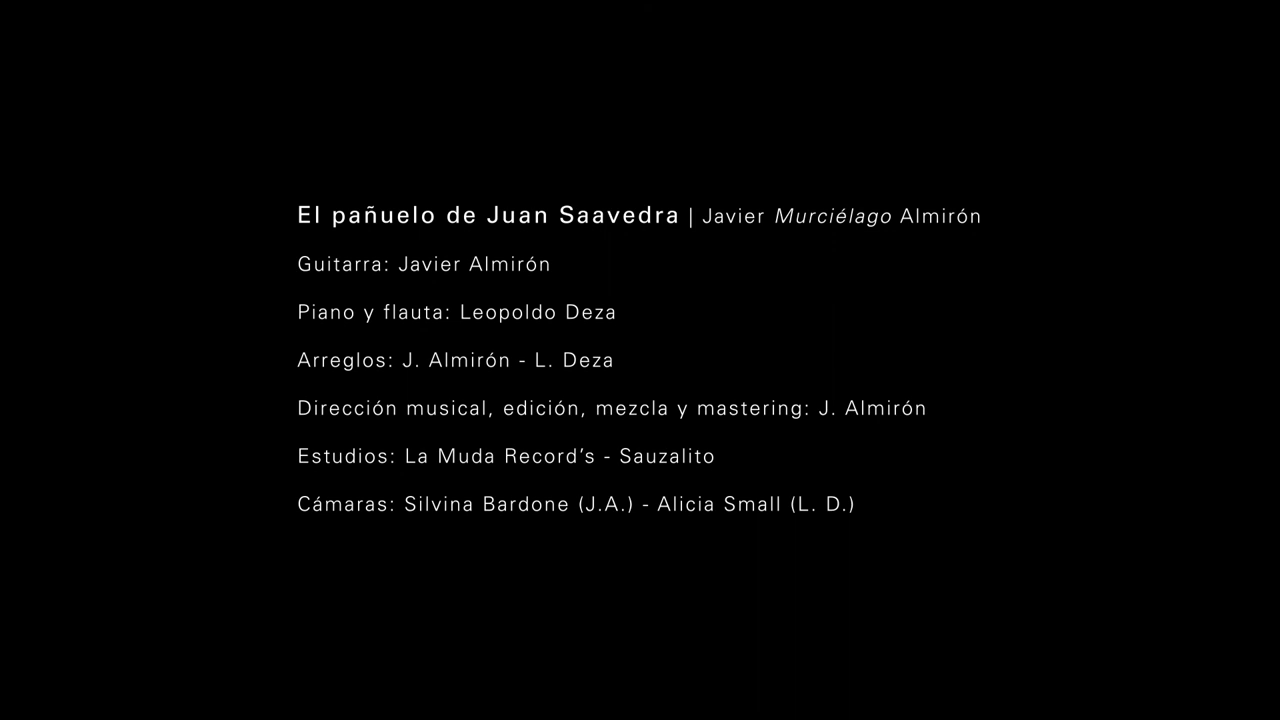 El pañuelo de Juan Saavedra | Javier Murciélago Almirón
Guitarra: Javier Almirón
Piano y flauta: Leopoldo Deza
Arreglos: J. Almirón - L. Deza
Dirección musical, edición, mezcla y mastering: J. Almirón
Estudios: La Muda Record’s - Sauzalito
Cámaras: Silvina Bardone (J.A.) - Alicia Small (L. D.)